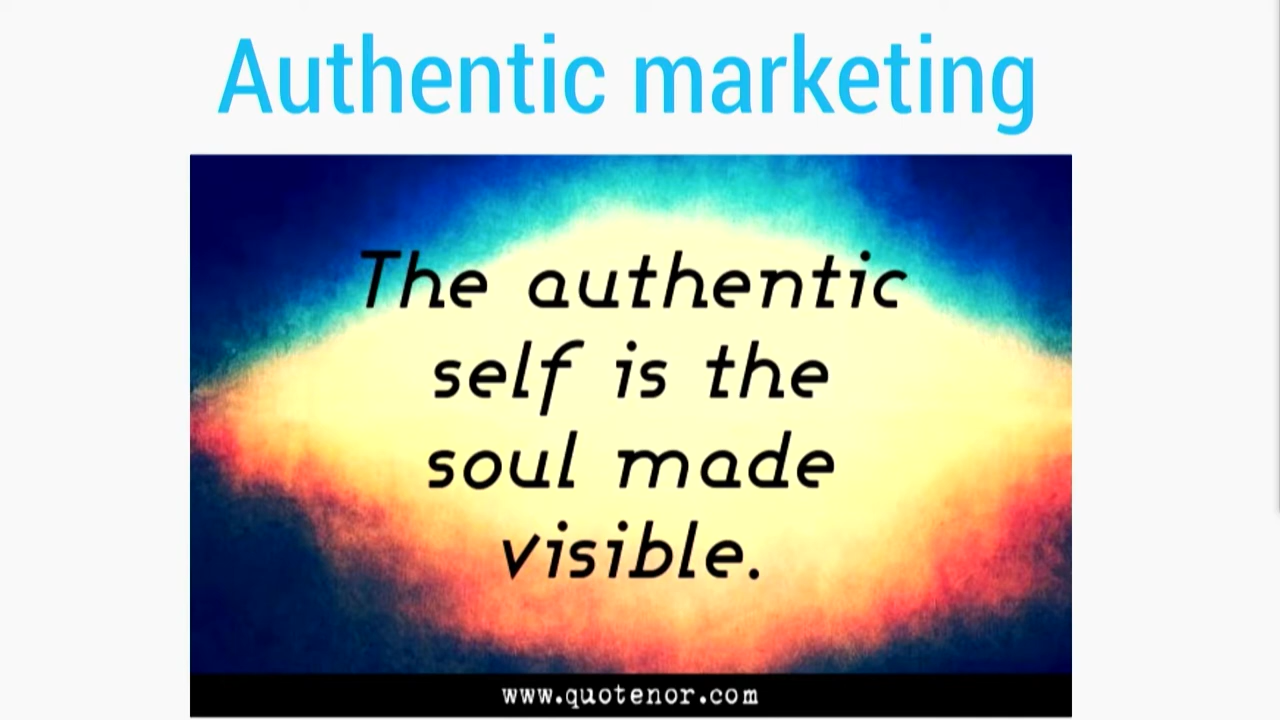 Authentic marketing
The authentic
self is the
soul made
visible.
www.quotenor.com